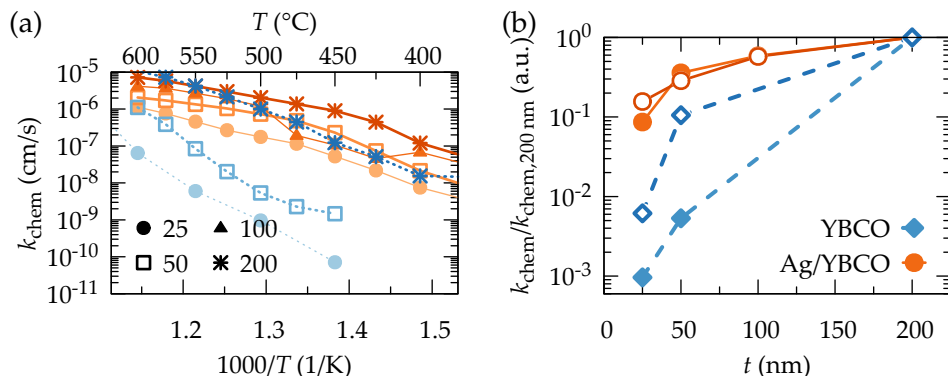 (a)
T (°C)
600 550 500 450 400
10⁻⁵
10⁻⁶
10⁻⁷
10⁻⁸
10⁻⁹
10⁻¹⁰
10⁻¹¹
k_chem (cm/s)
25 100
50 200
1.2 1.3 1.4 1.5
1000/T (1/K)
(b)
10⁰
10⁻¹
10⁻²
10⁻³
k_chem/k_chem,200 nm (a.u.)
YBCO
Ag/YBCO
0 50 100 150 200
t (nm)